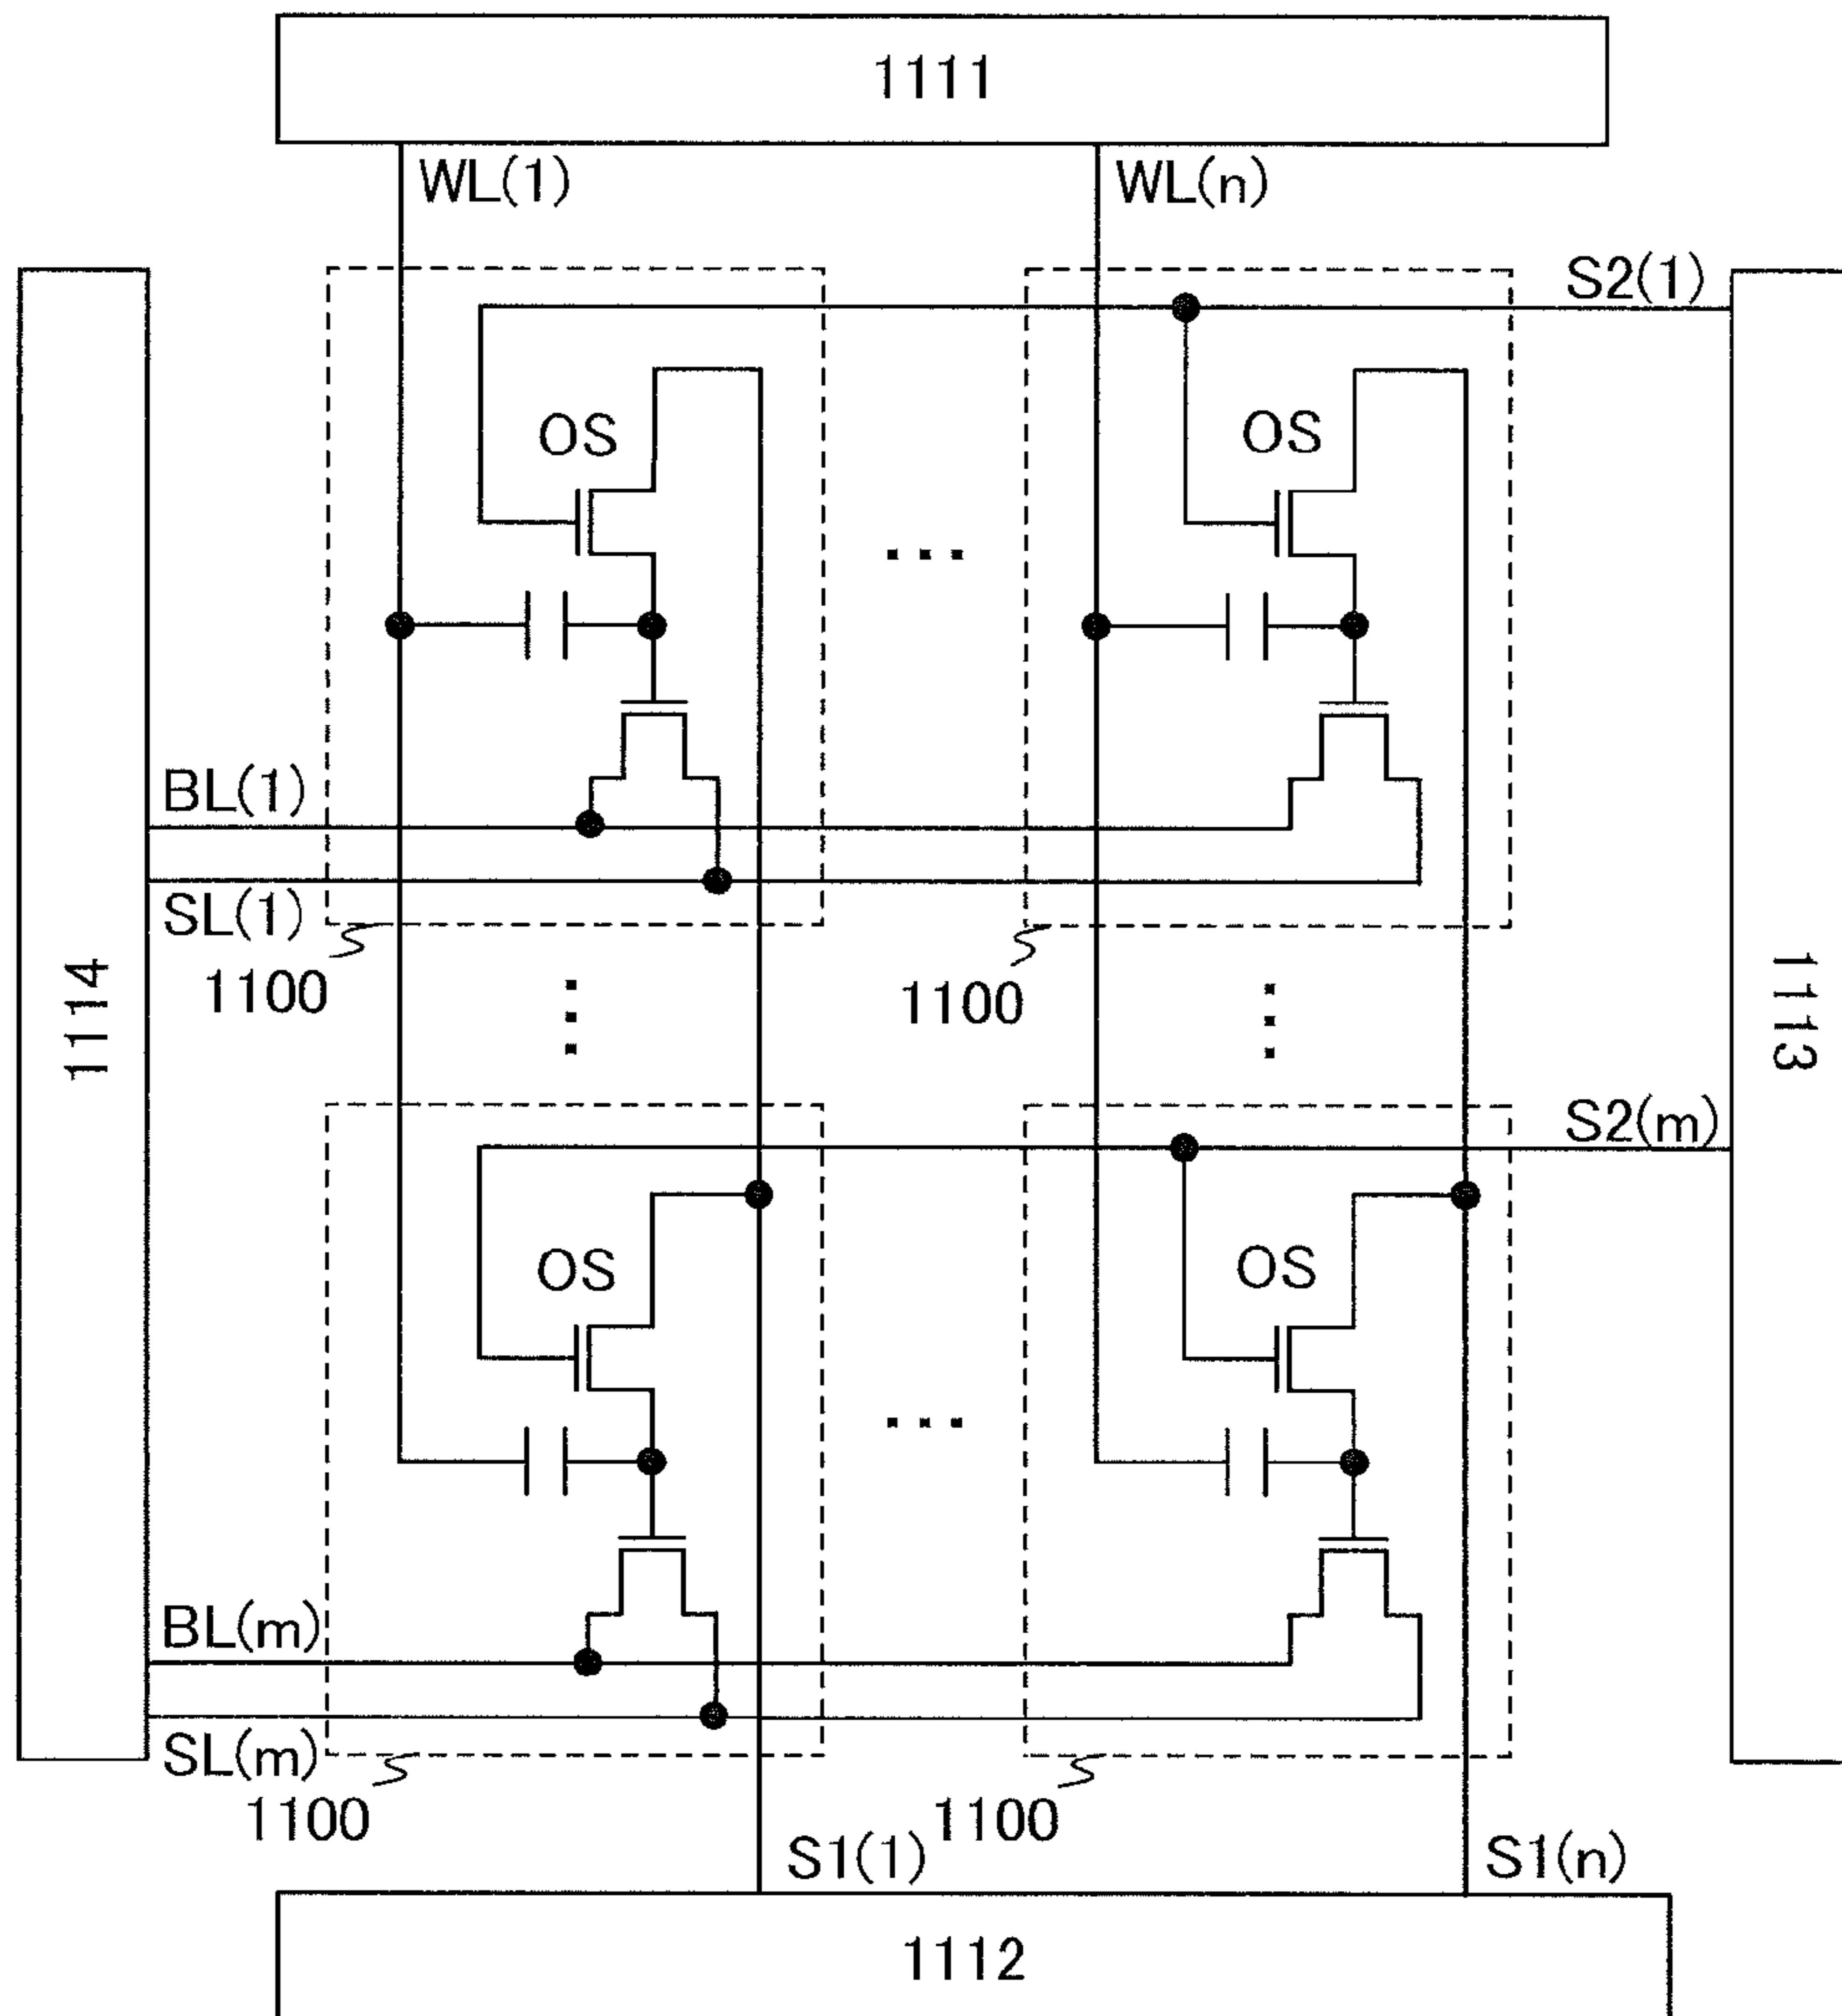 1111
WL(1)
WL(n)
S2(1)
OS
OS
BL(1)
SL(1)
1100
1100
1114
1113
S2(m)
OS
OS
BL(m)
SL(m)
1100
1100
S1(1)
S1(n)
1112